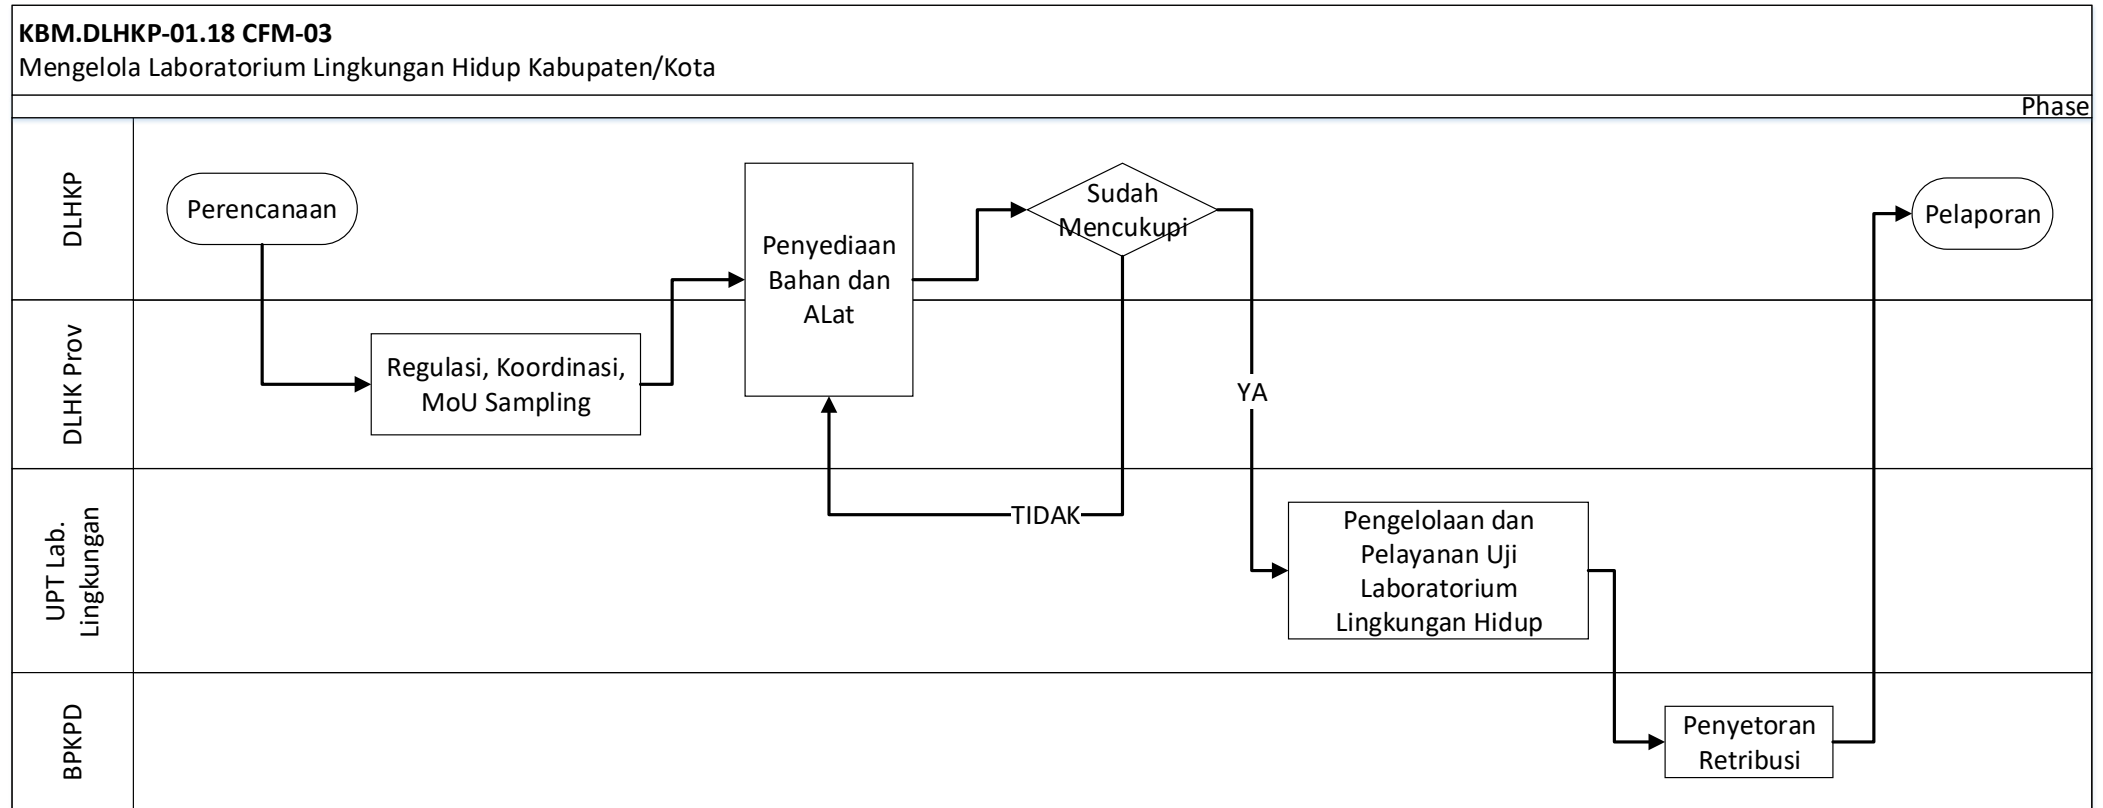 KBM.DLHKP-01.18 CFM-03
Mengelola Laboratorium Lingkungan Hidup Kabupaten/Kota
Phase
DLHKP
Perencanaan
Penyediaan
Bahan dan
ALat
Sudah
Mencukupi
Pelaporan
DLHK Prov
Regulasi, Koordinasi,
MoU Sampling
YA
TIDAK
UPT Lab.
Lingkungan
Pengelolaan dan
Pelayanan Uji
Laboratorium
Lingkungan Hidup
BPKPD
Penyetoran
Retribusi